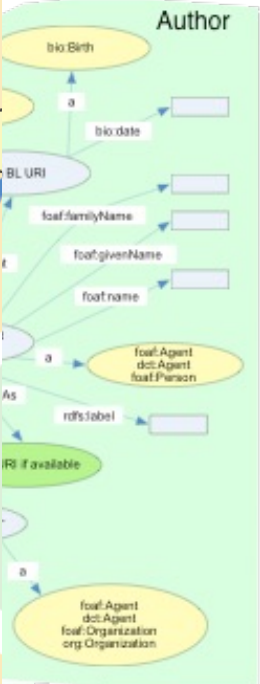 Author
bio:Birth
a
bio:date
BL URI
foaf:familyName
foaf:givenName
foaf:name
a
foaf:Agent
dct:Agent
foaf:Person
As
rdfs:label
URI if available
a
foaf:Agent
dct:Agent
foaf:Organization
org:Organization